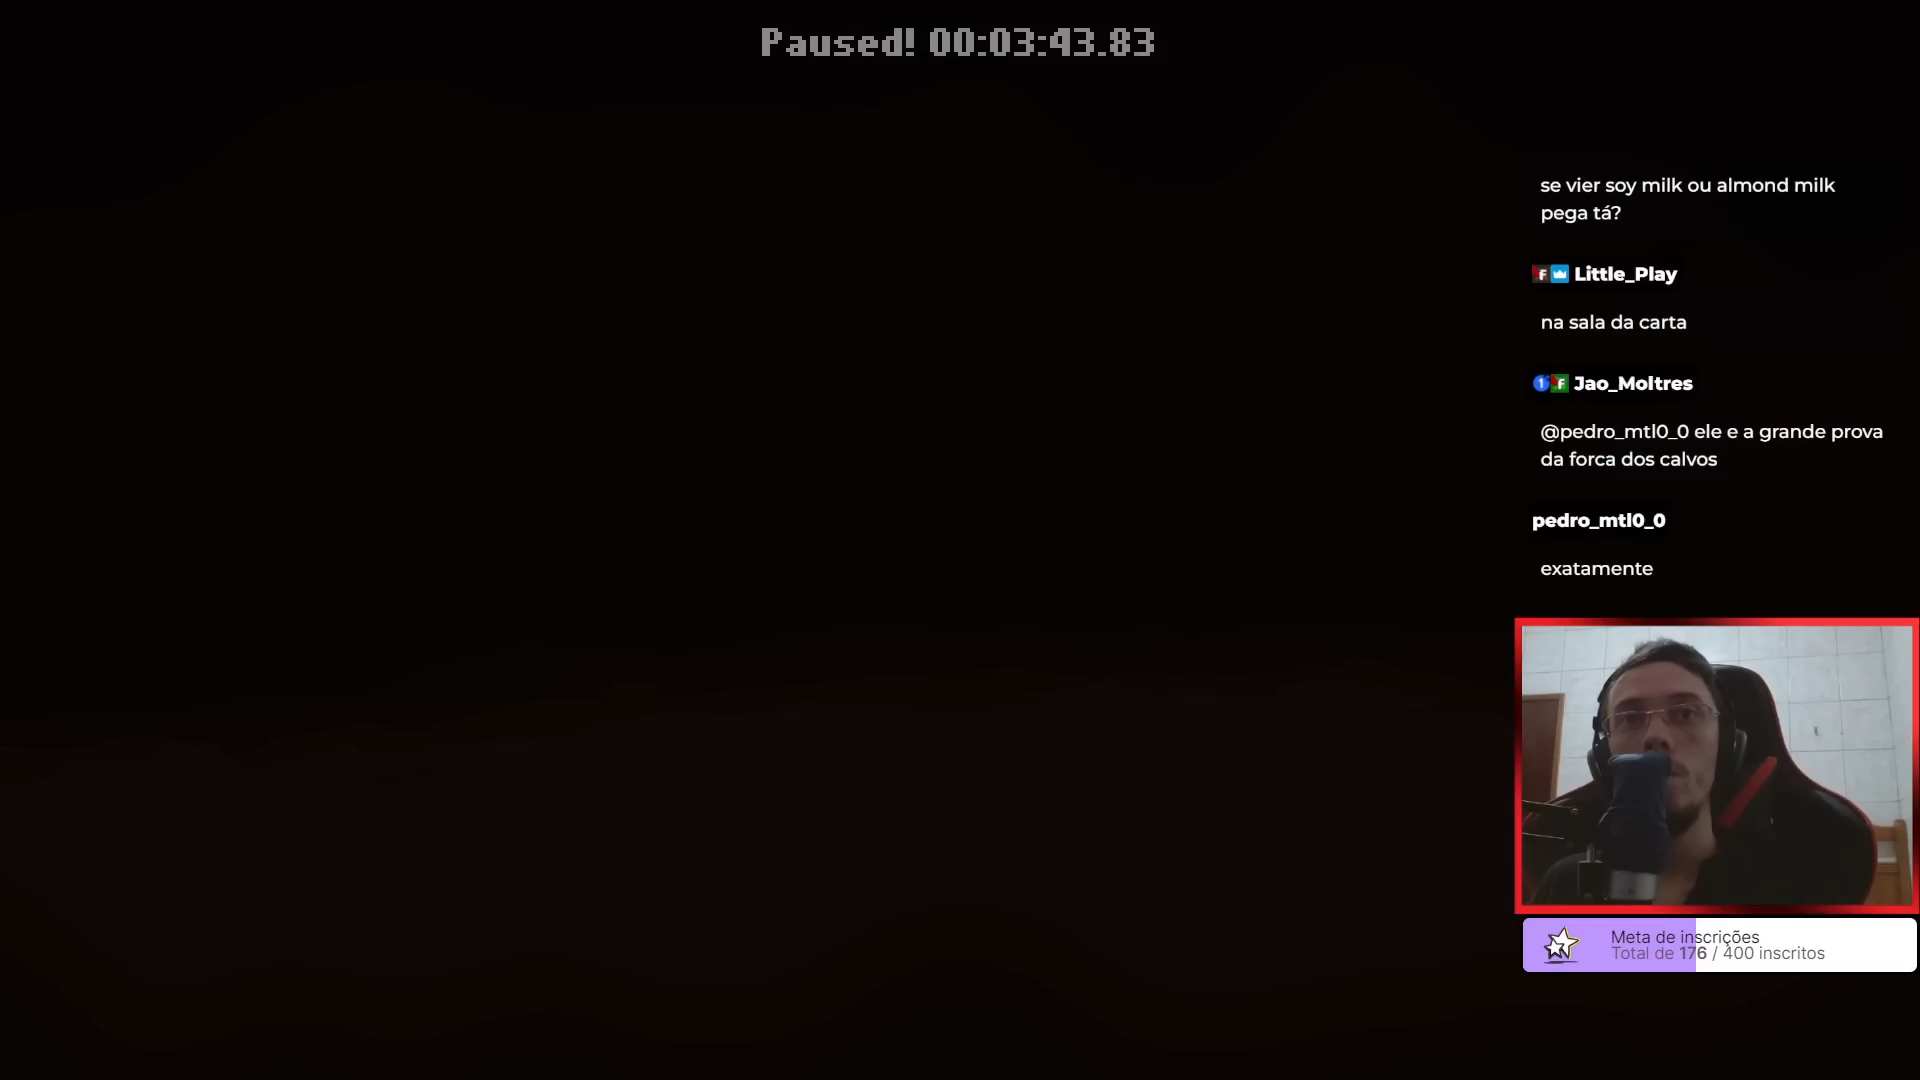 Paused! 00:03:43.83
se vier soy milk ou almond milk
pega tá?
Little_Play
na sala da carta
Jao_Moltres
@pedro_mtl0_0 ele e a grande prova
da forca dos calvos
pedro_mtl0_0
exatamente
Meta de inscrições
Total de 176 / 400 inscritos